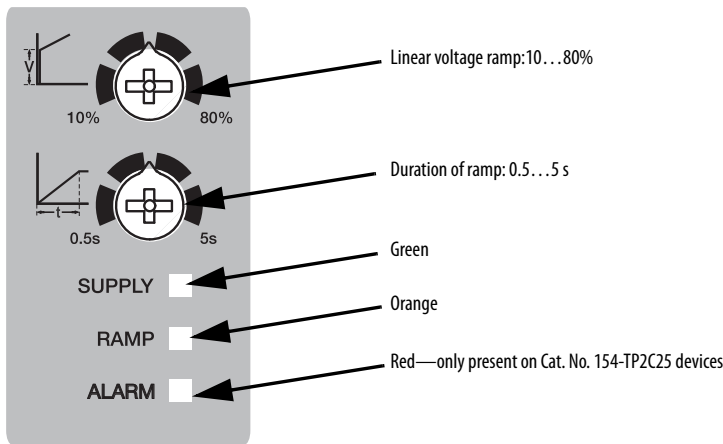 V
10% 80%
Linear voltage ramp:10…80%
t
0.5s 5s
Duration of ramp: 0.5…5 s
SUPPLY
Green
RAMP
Orange
ALARM
Red—only present on Cat. No. 154-TP2C25 devices